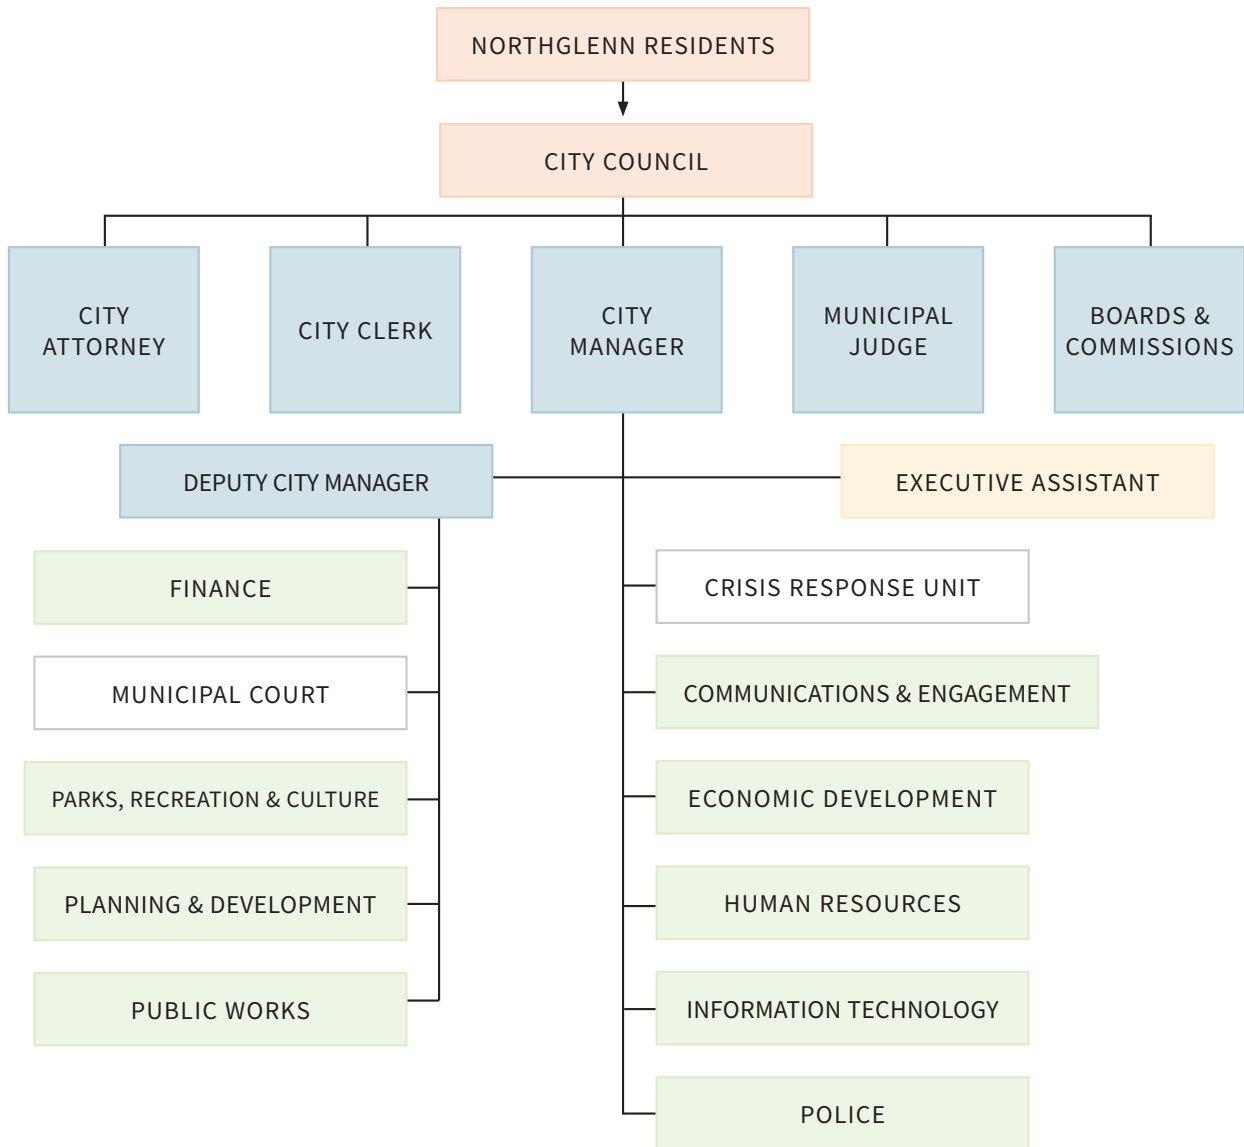 NORTHGLENN RESIDENTS
CITY COUNCIL
CITY
ATTORNEY
CITY CLERK
CITY
MANAGER
MUNICIPAL
JUDGE
BOARDS &
COMMISSIONS
DEPUTY CITY MANAGER
EXECUTIVE ASSISTANT
FINANCE
MUNICIPAL COURT
PARKS, RECREATION & CULTURE
PLANNING & DEVELOPMENT
PUBLIC WORKS
CRISIS RESPONSE UNIT
COMMUNICATIONS & ENGAGEMENT
ECONOMIC DEVELOPMENT
HUMAN RESOURCES
INFORMATION TECHNOLOGY
POLICE